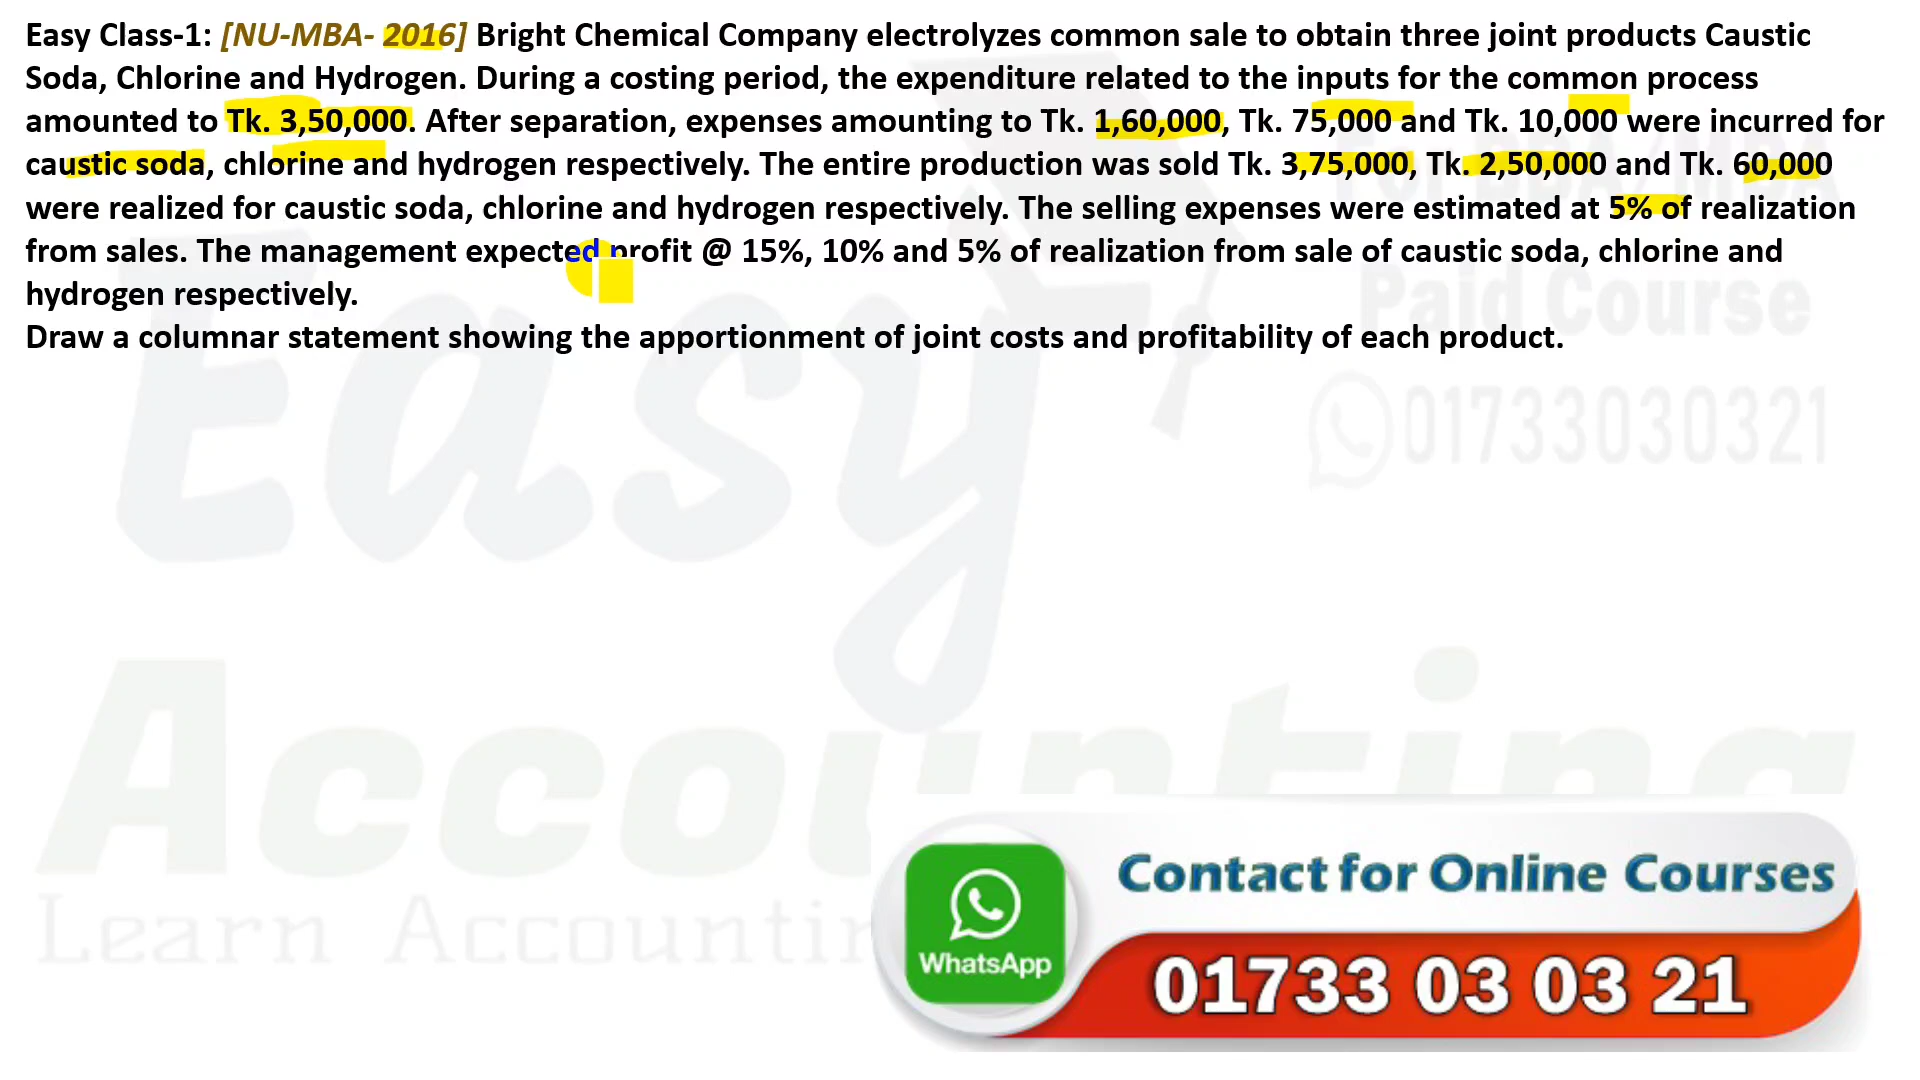 Easy Class-1: [NU-MBA- 2016] Bright Chemical Company electrolyzes common sale to obtain three joint products Caustic
Soda, Chlorine and Hydrogen. During a costing period, the expenditure related to the inputs for the common process
amounted to Tk. 3,50,000. After separation, expenses amounting to Tk. 1,60,000, Tk. 75,000 and Tk. 10,000 were incurred for
caustic soda, chlorine and hydrogen respectively. The entire production was sold Tk. 3,75,000, Tk. 2,50,000 and Tk. 60,000
were realized for caustic soda, chlorine and hydrogen respectively. The selling expenses were estimated at 5% of realization
from sales. The management expected profit @ 15%, 10% and 5% of realization from sale of caustic soda, chlorine and
hydrogen respectively.
Draw a columnar statement showing the apportionment of joint costs and profitability of each product.
Paid Course
01733030321
Easy
Accounting
Learn
Contact for Online Courses
WhatsApp
01733 03 03 21